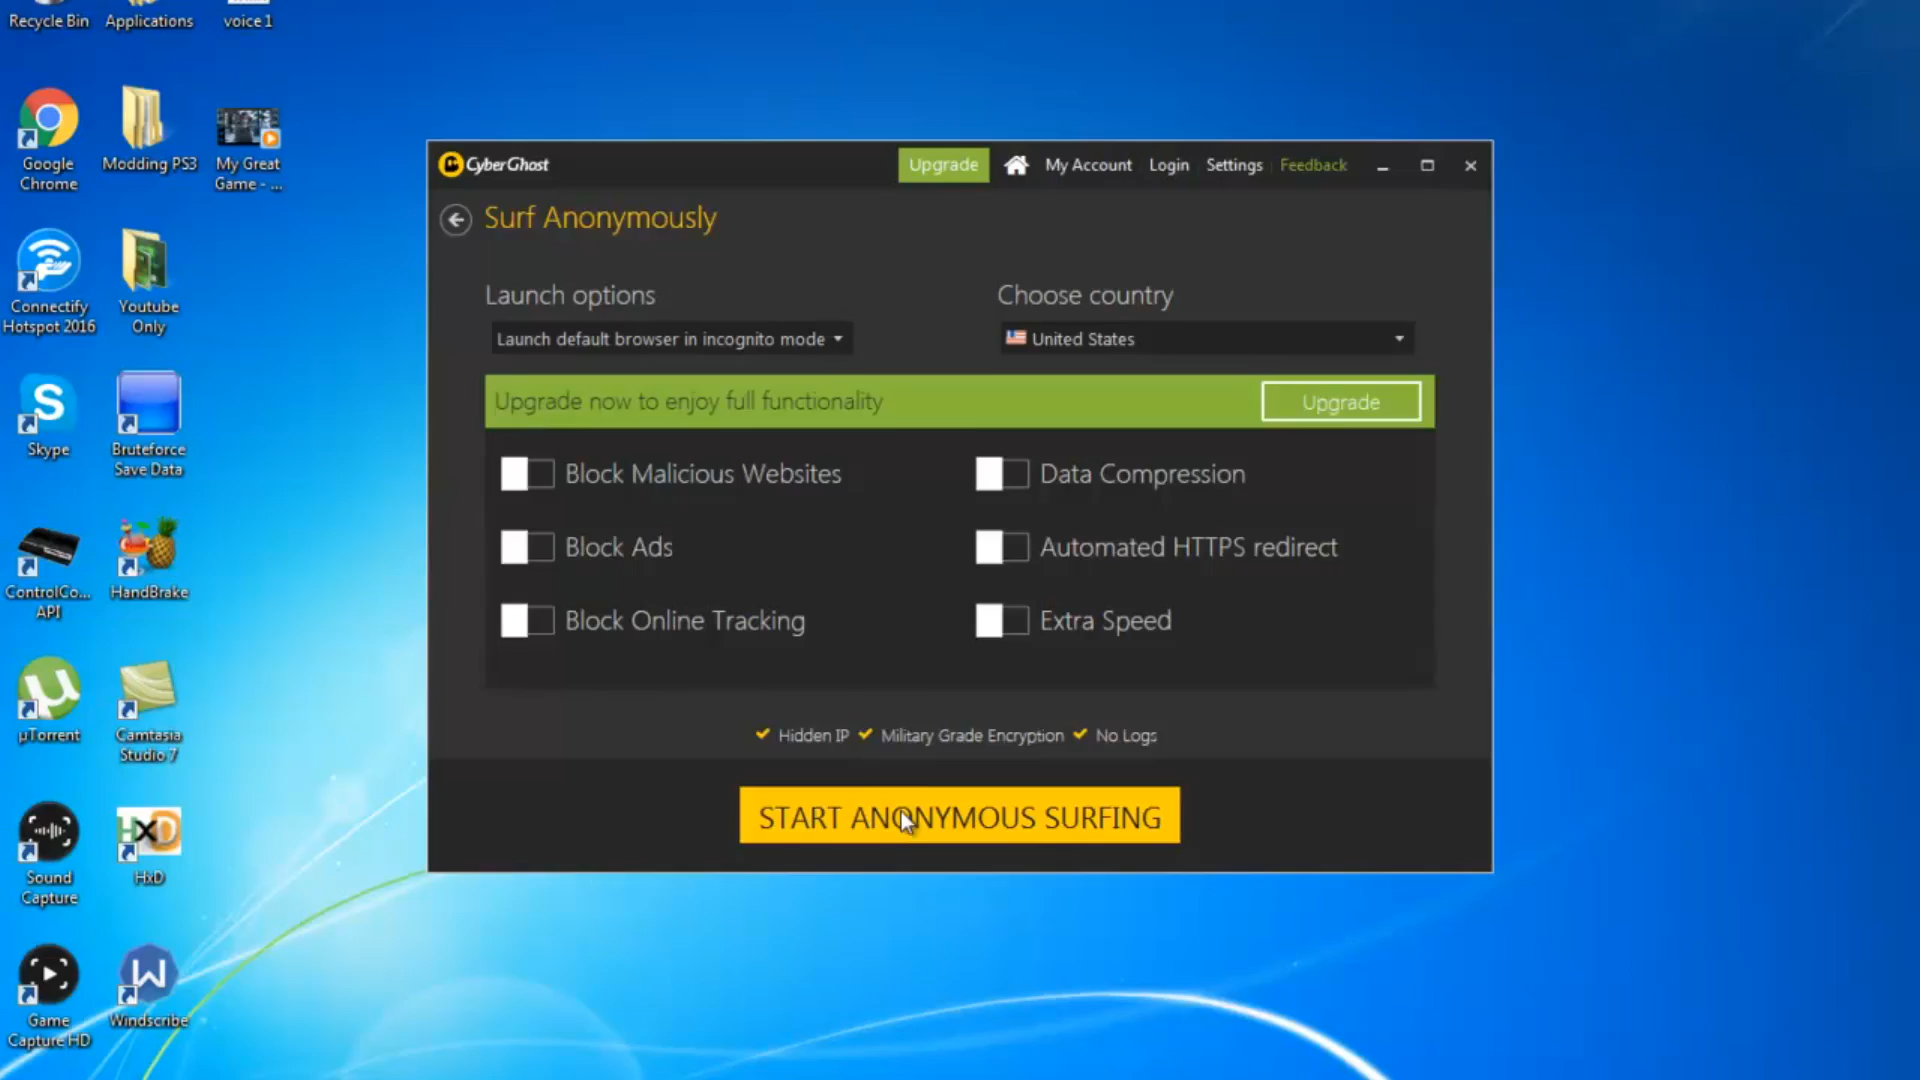 Recycle Bin
Applications
voice 1
Google
Chrome
Modding PS3
My Great
Game - ...
Connectify
Hotspot 2016
Youtube
Only
Skype
Bruteforce
Save Data
ControlCo...
API
HandBrake
µTorrent
Camtasia
Studio 7
Sound
Capture
HxD
Game
Capture HD
Windscribe
CyberGhost
Upgrade
My Account
Login
Settings
Feedback
Surf Anonymously
Launch options
Choose country
Launch default browser in incognito mode
United States
Upgrade now to enjoy full functionality
Upgrade
Block Malicious Websites
Data Compression
Block Ads
Automated HTTPS redirect
Block Online Tracking
Extra Speed
Hidden IP
Military Grade Encryption
No Logs
START ANONYMOUS SURFING